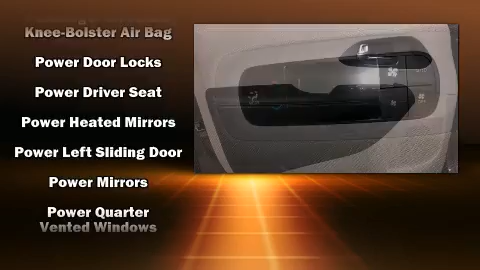 Knee-Bolster Air Bag
Power Door Locks
Power Driver Seat
Power Heated Mirrors
Power Left Sliding Door
Power Mirrors
Power Quarter
Vented Windows